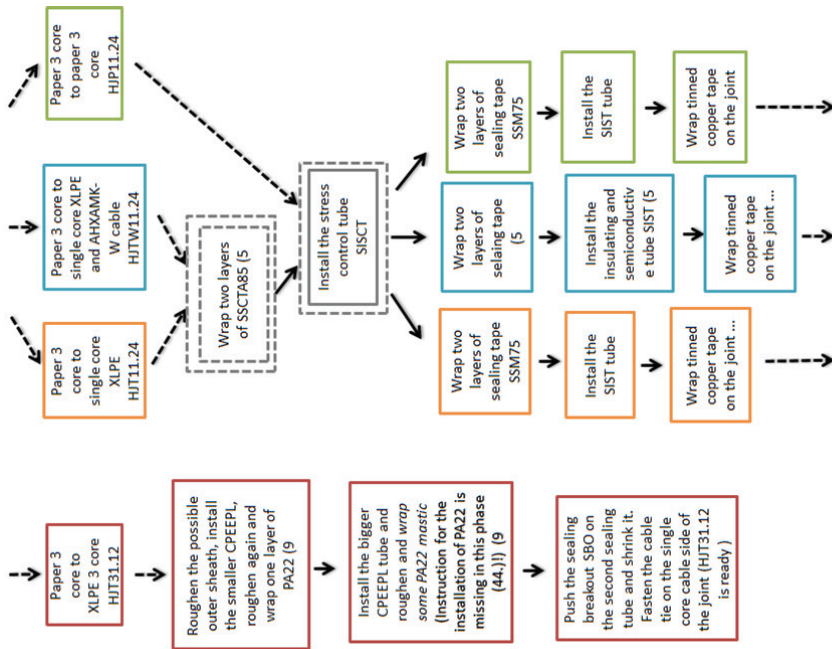 Paper 3
core to
XLPE 3 core
HJT31.12
Roughen the possible
outer sheath, install
the smaller CPEEPL,
roughen again and
wrap one layer of
PA22 (9
Install the bigger
CPEEPL tube and
roughen and wrap
some PA22 mastic
(Instruction for the
installation of PA22 is
missing in this phase
(44.)!) (9
Push the sealing
breakout SBO on
the second sealing
tube and shrink it.
Fasten the cable
tie on the single
core cable side of
the joint (HJT31.12
is ready )
Paper 3
core to
single core
XLPE
HJT11.24
Paper 3 core to
single core XLPE
and AHXAMK-
W cable
HJTW11.24
Paper 3 core
to paper 3
core
HJP11.24
Wrap two layers
of SSCTA85 (5
Install the stress
control tube
SISCT
Wrap two
layers of
sealing tape
SSM75
Install the
SIST tube
Wrap tinned
copper tape
on the joint ...
Wrap two
layers of
selaing tape
(5
Install the
insulating and
semiconductiv
e tube SIST (5
Wrap tinned
copper tape
on the joint ...
Wrap two
layers of
sealing tape
SSM75
Install the
SIST tube
Wrap tinned
copper tape
on the joint